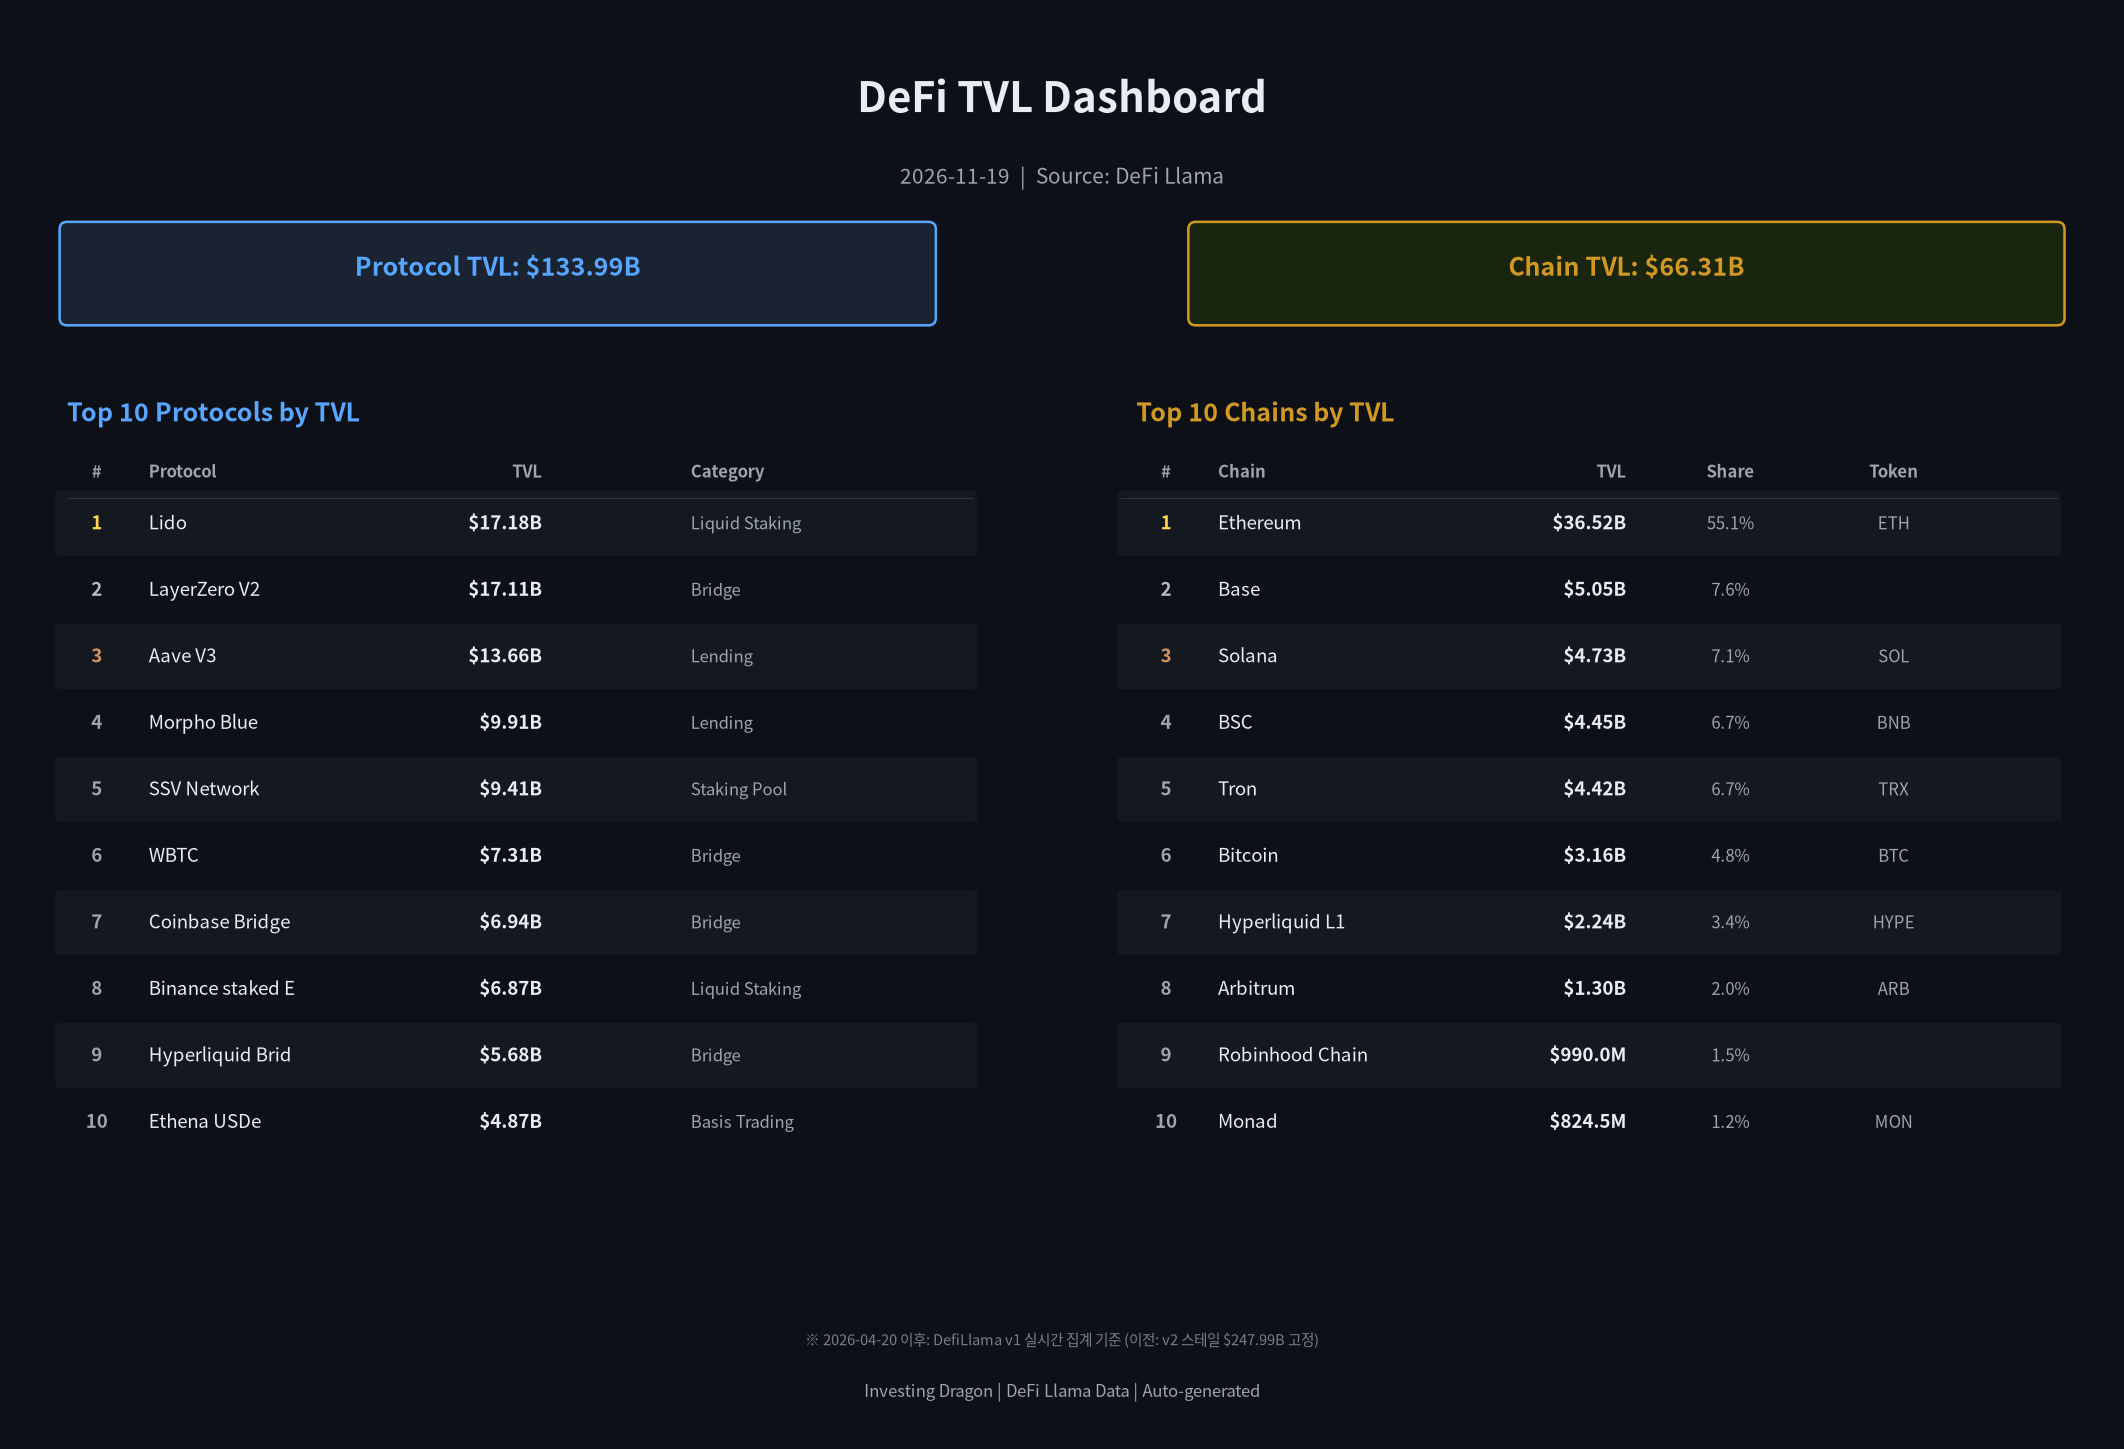 DeFi TVL Dashboard
2026-11-19 | Source: DeFi Llama
Protocol TVL: $133.99B
Chain TVL: $66.31B
Top 10 Protocols by TVL
# Protocol TVL Category
1 Lido $17.18B Liquid Staking
2 LayerZero V2 $17.11B Bridge
3 Aave V3 $13.66B Lending
4 Morpho Blue $9.91B Lending
5 SSV Network $9.41B Staking Pool
6 WBTC $7.31B Bridge
7 Coinbase Bridge $6.94B Bridge
8 Binance staked E $6.87B Liquid Staking
9 Hyperliquid Brid $5.68B Bridge
10 Ethena USDe $4.87B Basis Trading
Top 10 Chains by TVL
# Chain TVL Share Token
1 Ethereum $36.52B 55.1% ETH
2 Base $5.05B 7.6%
3 Solana $4.73B 7.1% SOL
4 BSC $4.45B 6.7% BNB
5 Tron $4.42B 6.7% TRX
6 Bitcoin $3.16B 4.8% BTC
7 Hyperliquid L1 $2.24B 3.4% HYPE
8 Arbitrum $1.30B 2.0% ARB
9 Robinhood Chain $990.0M 1.5%
10 Monad $824.5M 1.2% MON
※ 2026-04-20 이후: DefiLlama v1 실시간 집계 기준 (이전: v2 스테일 $247.99B 고정)
Investing Dragon | DeFi Llama Data | Auto-generated